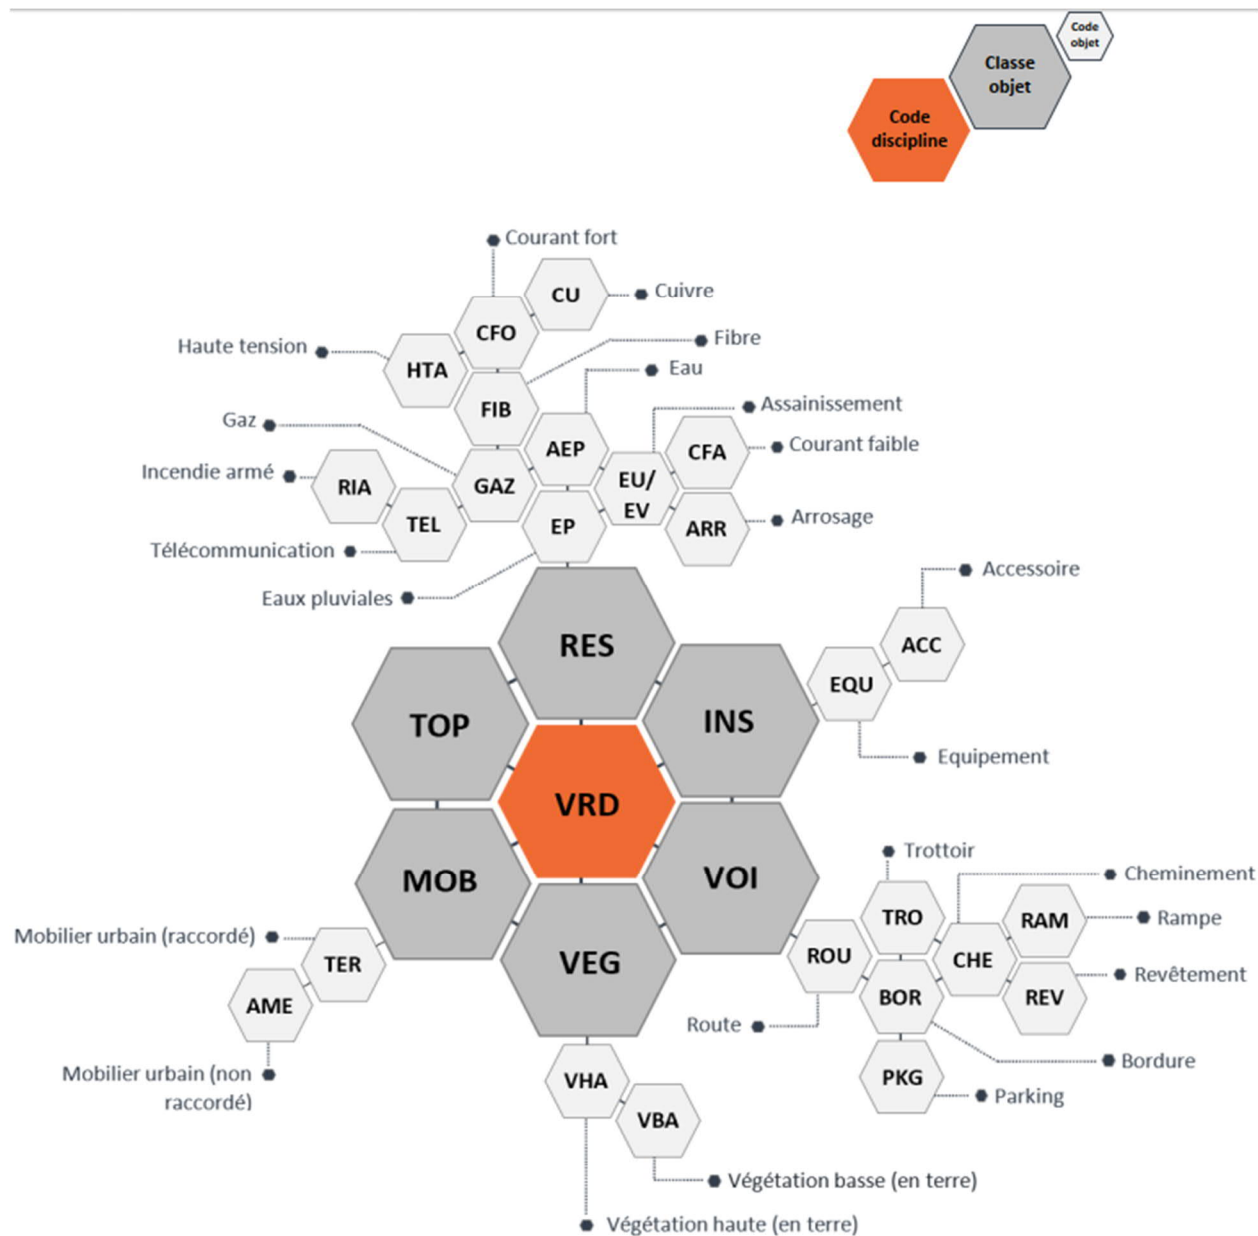 Code
objet
Classe
objet
Code
discipline
Courant fort
CU
Cuivre
CFO
Fibre
Haute tension
HTA
Eau
FIB
Assainissement
Gaz
AEP
CFA
Courant faible
Incendie armé
RIA
GAZ
EU/
EV
TEL
EP
ARR
Arrosage
Télécommunication
Eaux pluviales
Accessoire
RES
ACC
EQU
TOP
INS
Equipement
VRD
Trottoir
MOB
VOI
Cheminement
TRO
RAM
Rampe
Mobilier urbain (raccordé)
TER
VEG
ROU
CHE
Revêtement
AME
BOR
REV
Route
Bordure
Mobilier urbain (non
raccordé)
VHA
PKG
Parking
VBA
Végétation basse (en terre)
Végétation haute (en terre)